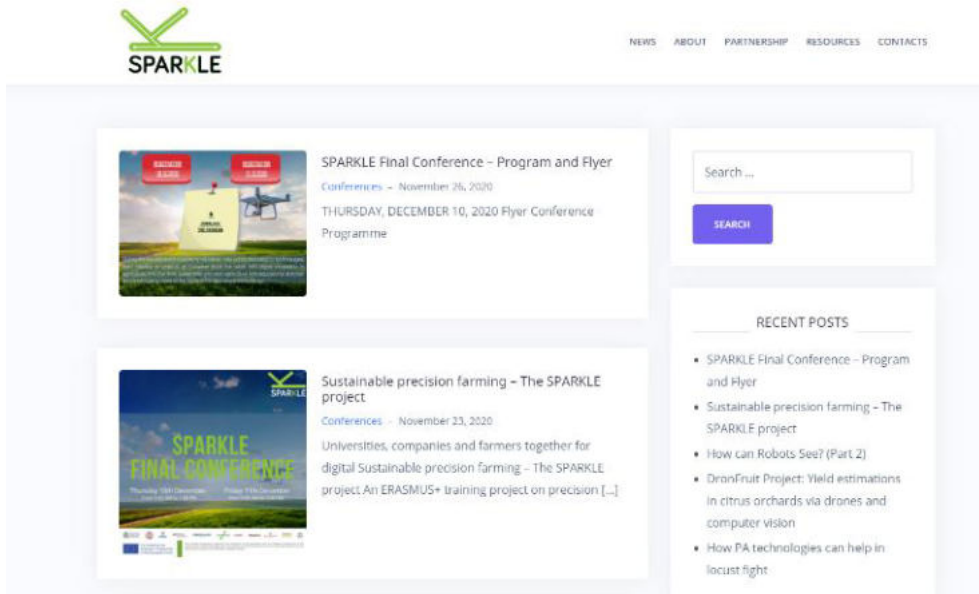 SPARKLE
NEWS ABOUT PARTNERSHIP RESOURCES CONTACTS
SPARKLE Final Conference – Program and Flyer
Conferences – November 26, 2020
THURSDAY, DECEMBER 10, 2020 Flyer Conference
Programme
Search ...
SEARCH
SPARKLE
SPARKLE
FINAL CONFERENCE
Sustainable precision farming – The SPARKLE
project
Conferences – November 23, 2020
Universities, companies and farmers together for
digital Sustainable precision farming – The SPARKLE
project An ERASMUS+ training project on precision [...]
RECENT POSTS
SPARKLE Final Conference – Program
and Flyer
Sustainable precision farming – The
SPARKLE project
How can Robots See? (Part 2)
DronFruit Project: Yield estimations
in citrus orchards via drones and
computer vision
How PA technologies can help in
locust fight